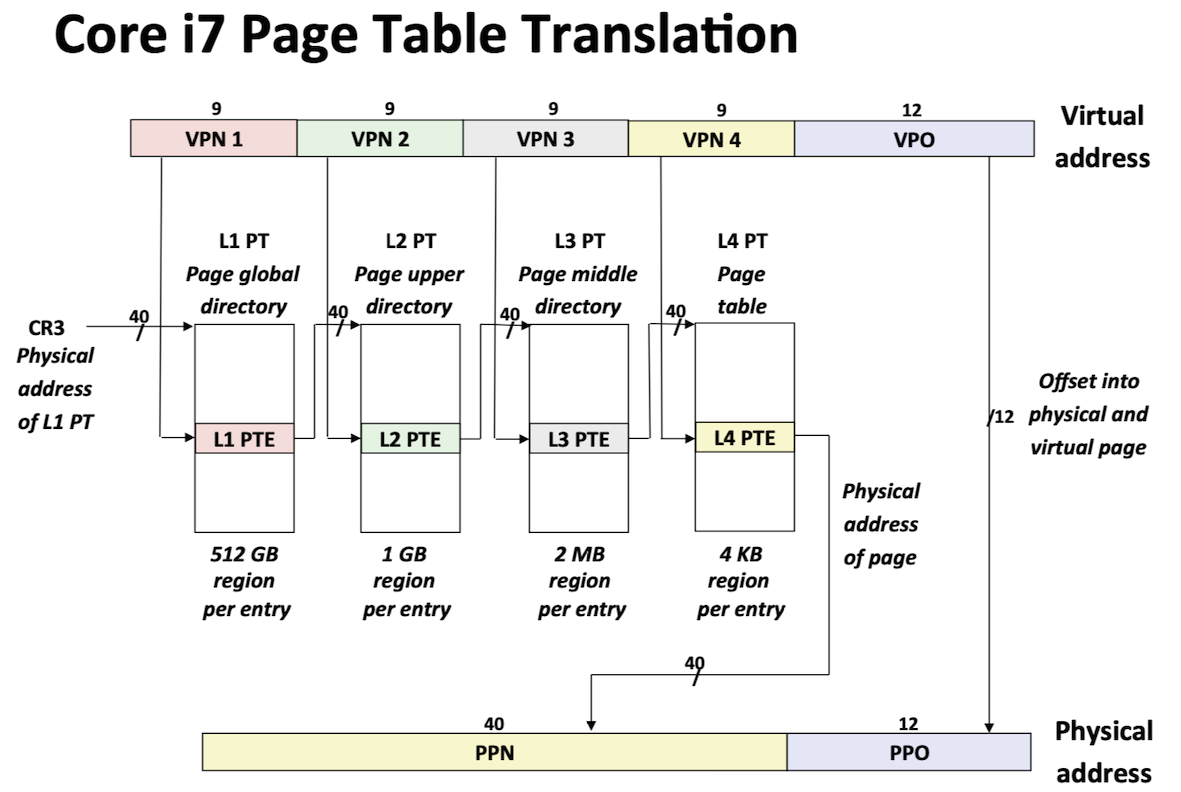 Core i7 Page Table Translation
9
9
9
9
12
VPN 1
VPN 2
VPN 3
VPN 4
VPO
Virtual
address
L1 PT
Page global
directory
L2 PT
Page upper
directory
L3 PT
Page middle
directory
L4 PT
Page
table
CR3
Physical
address
of L1 PT
40
/
40
/
40
/
40
/
L1 PTE
L2 PTE
L3 PTE
L4 PTE
/12
Offset into
physical and
virtual page
512 GB
region
per entry
1 GB
region
per entry
2 MB
region
per entry
4 KB
region
per entry
Physical
address
of page
40
/
40
12
PPN
PPO
Physical
address